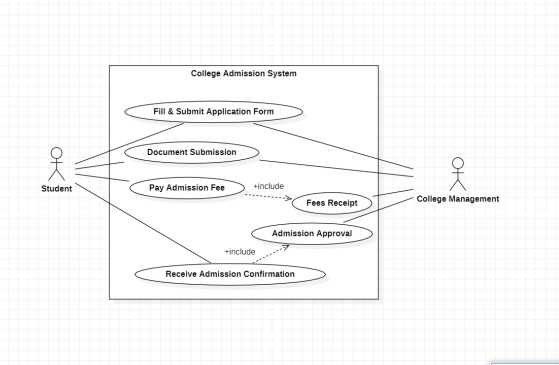 College Admission System
Fill & Submit Application Form
Document Submission
Student
Pay Admission Fee
+include
College Management
Fees Receipt
Admission Approval
+include
Receive Admission Confirmation